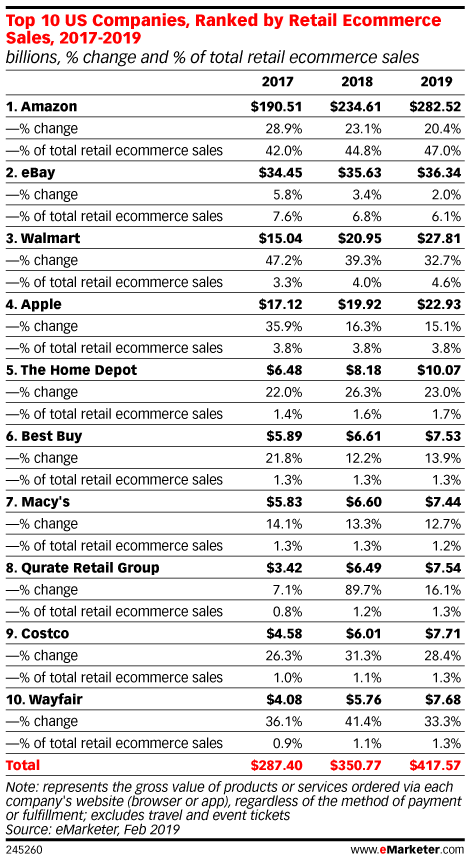 Top 10 US Companies, Ranked by Retail Ecommerce
Sales, 2017-2019
billions, % change and % of total retail ecommerce sales
2017 2018 2019
1. Amazon $190.51 $234.61 $282.52
—% change 28.9% 23.1% 20.4%
—% of total retail ecommerce sales 42.0% 44.8% 47.0%
2. eBay $34.45 $35.63 $36.34
—% change 5.8% 3.4% 2.0%
—% of total retail ecommerce sales 7.6% 6.8% 6.1%
3. Walmart $15.04 $20.95 $27.81
—% change 47.2% 39.3% 32.7%
—% of total retail ecommerce sales 3.3% 4.0% 4.6%
4. Apple $17.12 $19.92 $22.93
—% change 35.9% 16.3% 15.1%
—% of total retail ecommerce sales 3.8% 3.8% 3.8%
5. The Home Depot $6.48 $8.18 $10.07
—% change 22.0% 26.3% 23.0%
—% of total retail ecommerce sales 1.4% 1.6% 1.7%
6. Best Buy $5.89 $6.61 $7.53
—% change 21.8% 12.2% 13.9%
—% of total retail ecommerce sales 1.3% 1.3% 1.3%
7. Macy's $5.83 $6.60 $7.44
—% change 14.1% 13.3% 12.7%
—% of total retail ecommerce sales 1.3% 1.3% 1.2%
8. Qurate Retail Group $3.42 $6.49 $7.54
—% change 7.1% 89.7% 16.1%
—% of total retail ecommerce sales 0.8% 1.2% 1.3%
9. Costco $4.58 $6.01 $7.71
—% change 26.3% 31.3% 28.4%
—% of total retail ecommerce sales 1.0% 1.1% 1.3%
10. Wayfair $4.08 $5.76 $7.68
—% change 36.1% 41.4% 33.3%
—% of total retail ecommerce sales 0.9% 1.1% 1.3%
Total $287.40 $350.77 $417.57
Note: represents the gross value of products or services ordered via each
company's website (browser or app), regardless of the method of payment
or fulfillment; excludes travel and event tickets
Source: eMarketer, Feb 2019
245260 www.eMarketer.com